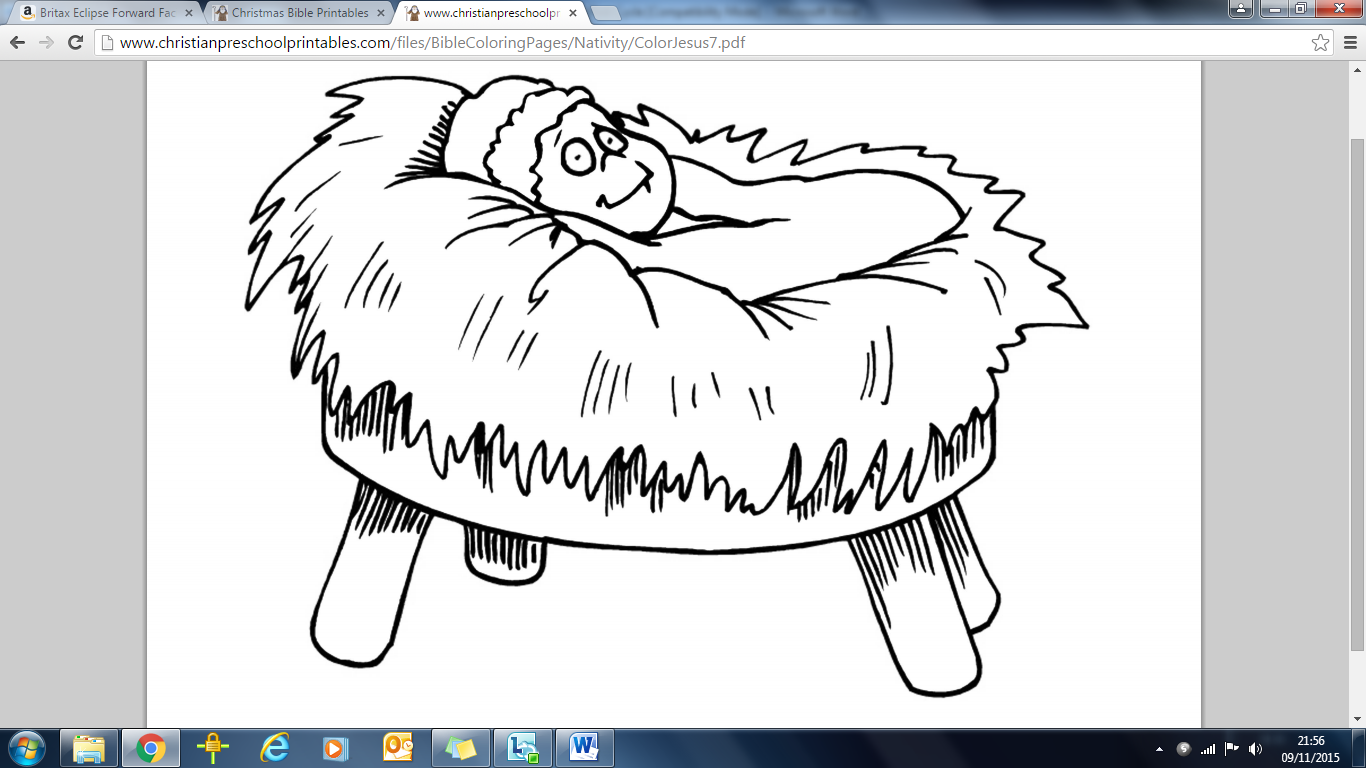 Britax Eclipse Forward Fac
Christmas Bible Printables
www.christianpreschoolpr
www.christianpreschoolprintables.com/files/BibleColoringPages/Nativity/ColorJesus7.pdf
21:56
09/11/2015